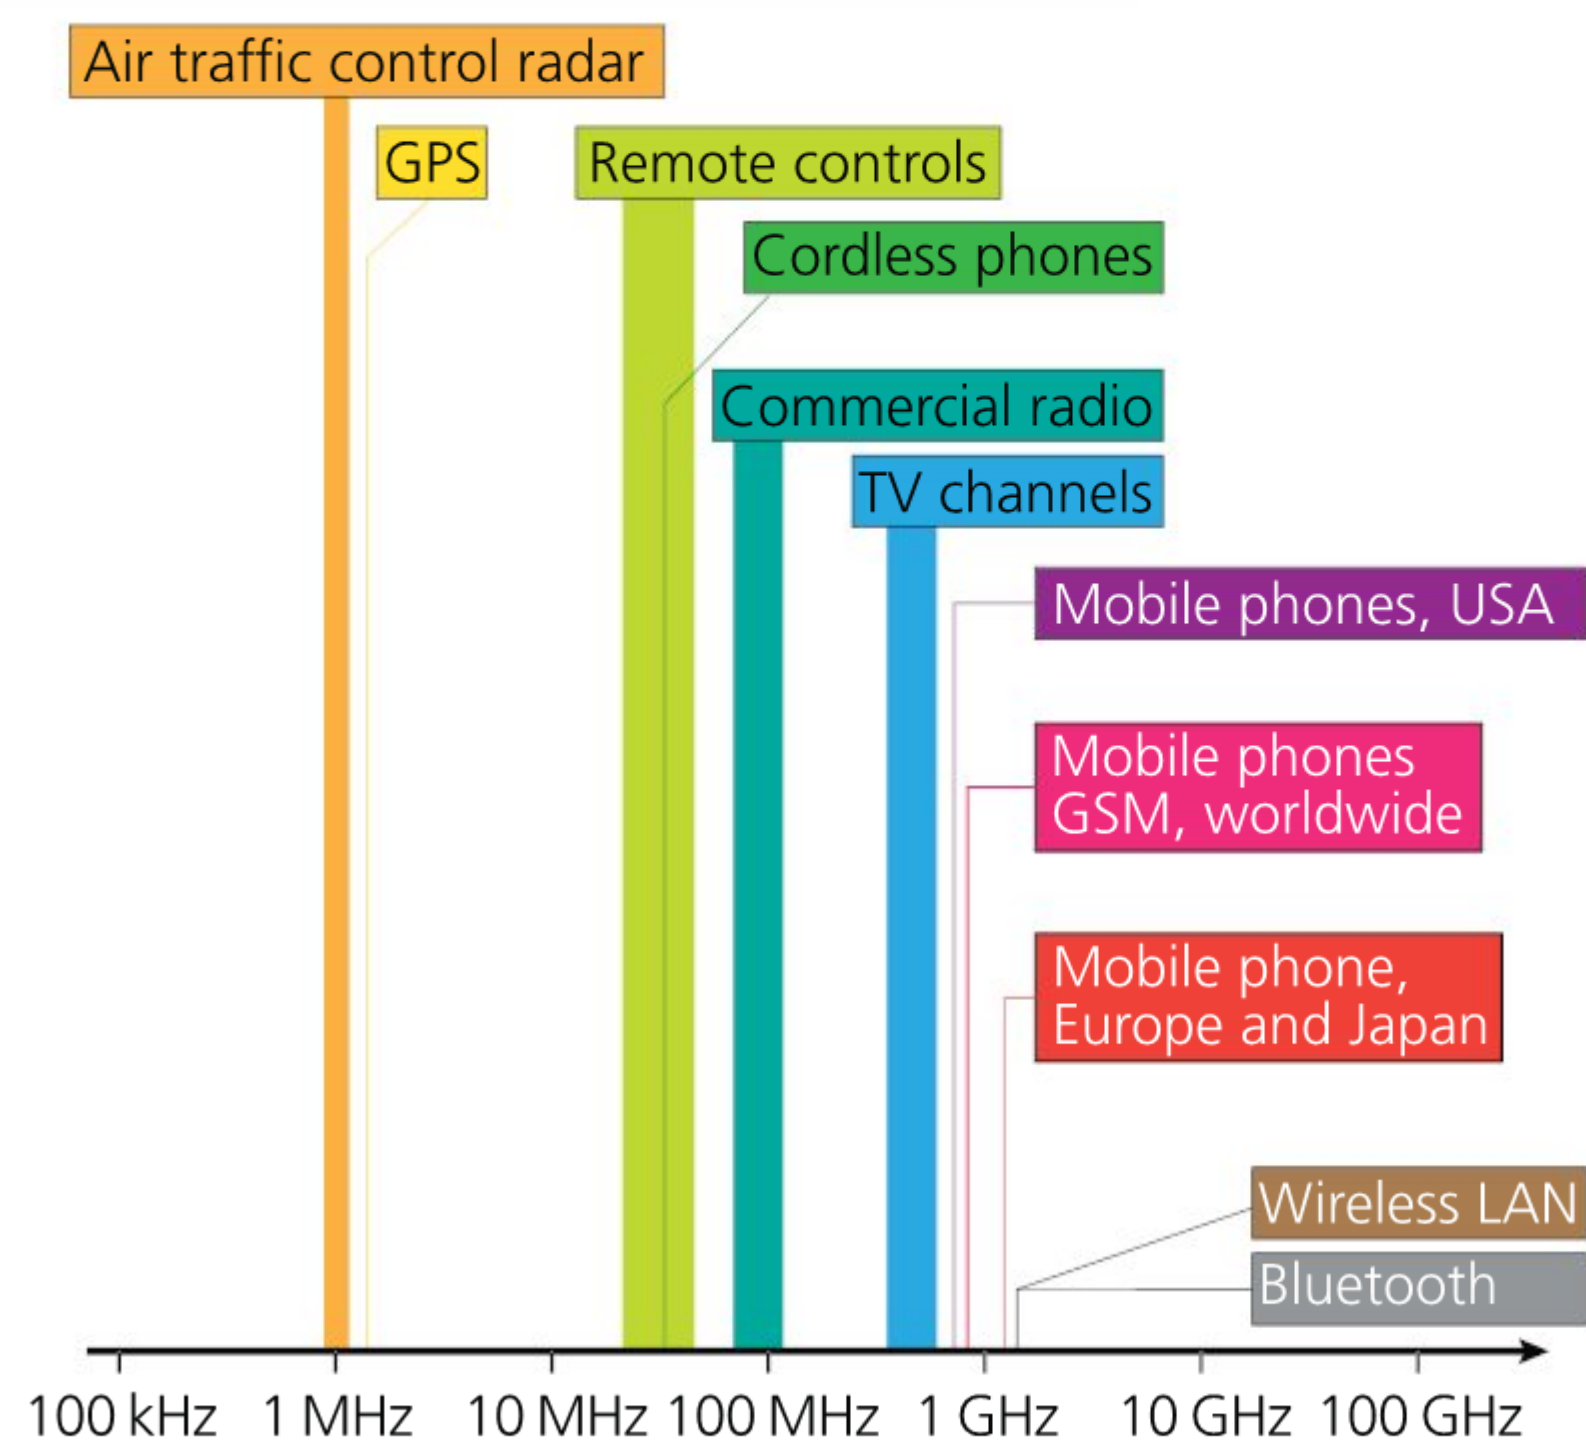 Air traffic control radar
GPS
Remote controls
Cordless phones
Commercial radio
TV channels
Mobile phones, USA
Mobile phones
GSM, worldwide
Mobile phone,
Europe and Japan
Wireless LAN
Bluetooth
100 kHz 1 MHz 10 MHz 100 MHz 1 GHz 10 GHz 100 GHz